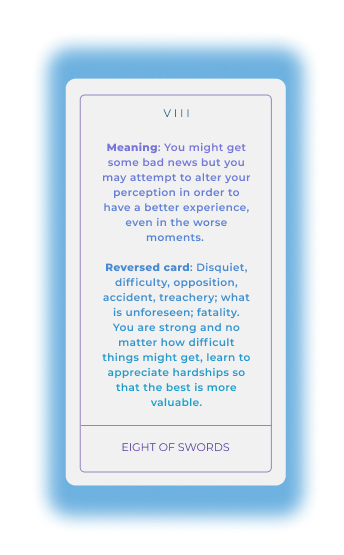 VIII
Meaning: You might get
some bad news but you
may attempt to alter your
perception in order to
have a better experience,
even in the worse
moments.
Reversed card: Disquiet,
difficulty, opposition,
accident, treachery; what
is unforeseen; fatality.
You are strong and no
matter how difficult
things might get, learn to
appreciate hardships so
that the best is more
valuable.
EIGHT OF SWORDS